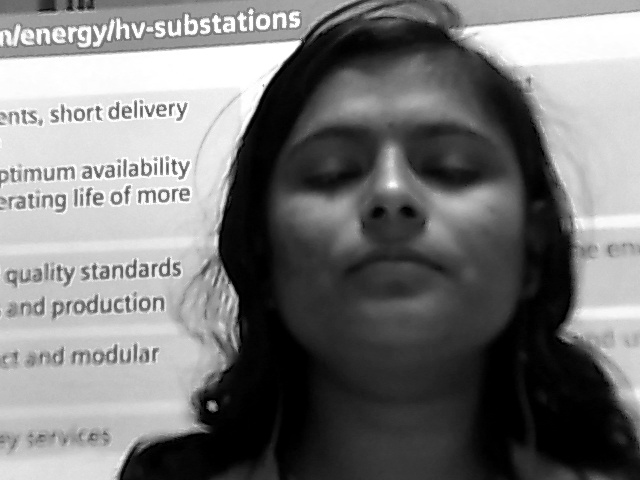 n/energy/hv-substations
ents, short delivery
ptimum availability
erating life of more
quality standards
and production
ct and modular
ey services